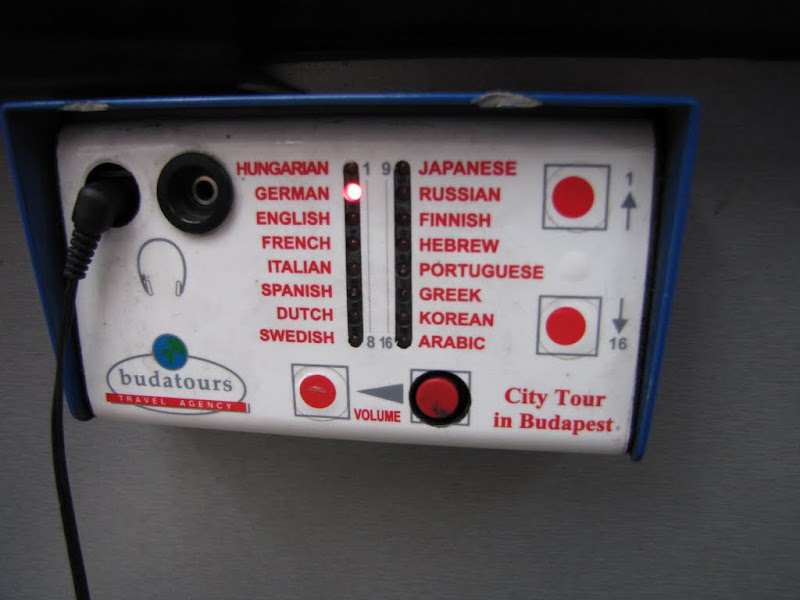 HUNGARIAN 1
GERMAN
ENGLISH
FRENCH
ITALIAN
SPANISH
DUTCH
SWEDISH 8
9 JAPANESE
RUSSIAN
FINNISH
HEBREW
PORTUGUESE
GREEK
KOREAN
16 ARABIC
1
16
budatours
TRAVEL AGENCY
VOLUME
City Tour
in Budapest